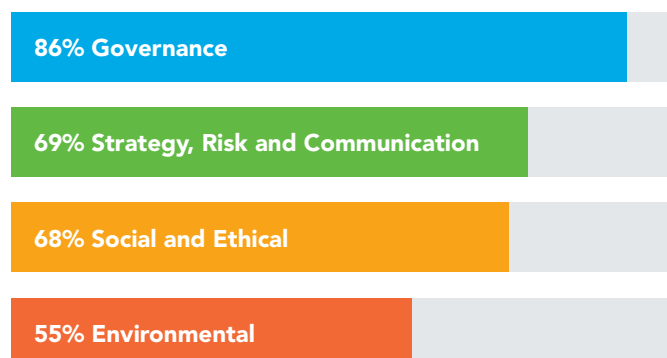 86% Governance
69% Strategy, Risk and Communication
68% Social and Ethical
55% Environmental